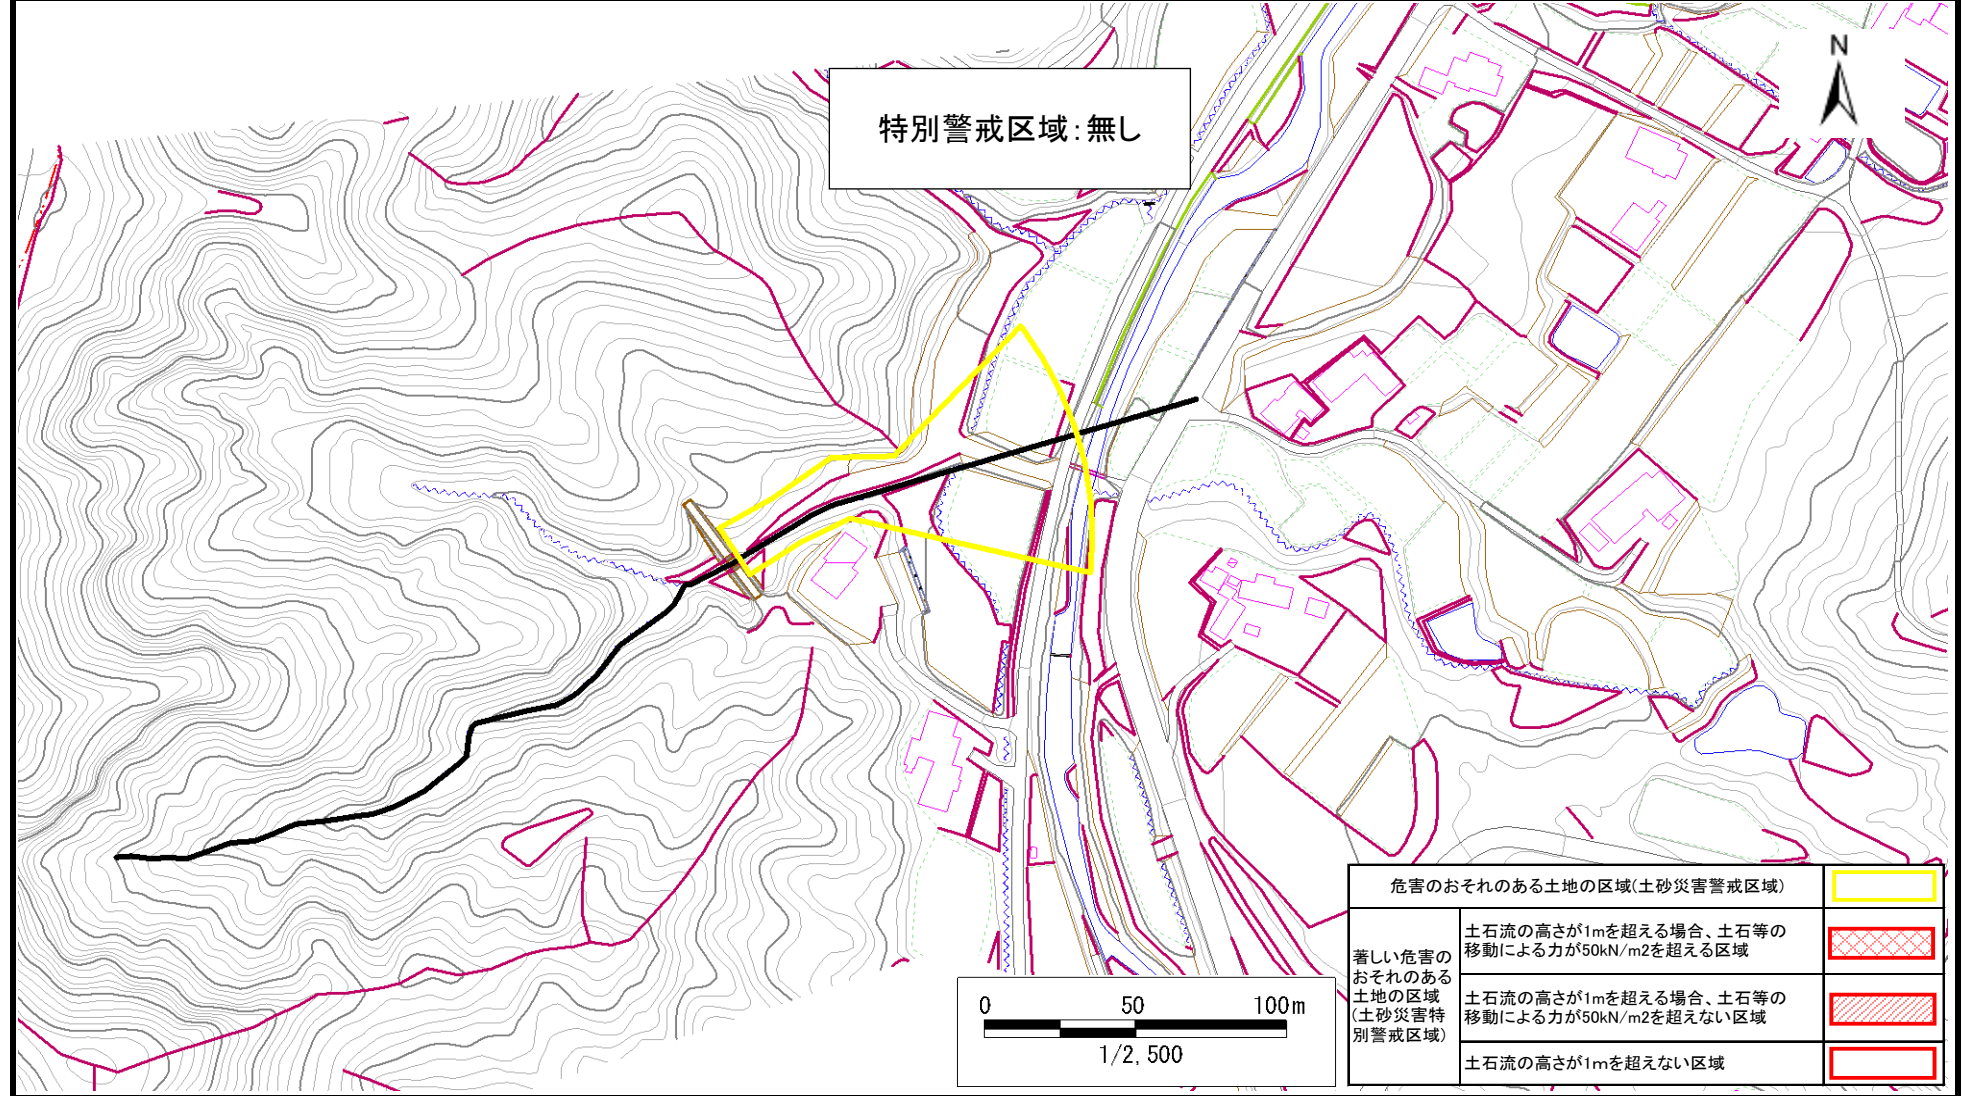 特別警戒区域:無し
N
危害のおそれのある土地の区域(土砂災害警戒区域)
著しい危害の
おそれのある
土地の区域
(土砂災害特
別警戒区域)
土石流の高さが1mを超える場合、土石等の
移動による力が50kN/m2を超える区域
土石流の高さが1mを超える場合、土石等の
移動による力が50kN/m2を超えない区域
土石流の高さが1mを超えない区域
0 50 100m
1/2,500